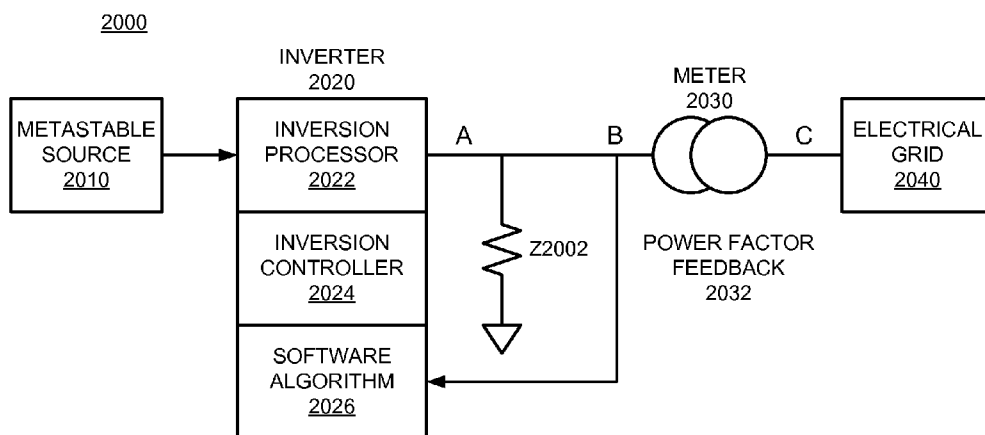 2000
INVERTER
2020
METASTABLE
SOURCE
2010
INVERSION
PROCESSOR
2022
INVERSION
CONTROLLER
2024
SOFTWARE
ALGORITHM
2026
A
Z2002
B
METER
2030
C
POWER FACTOR
FEEDBACK
2032
ELECTRICAL
GRID
2040